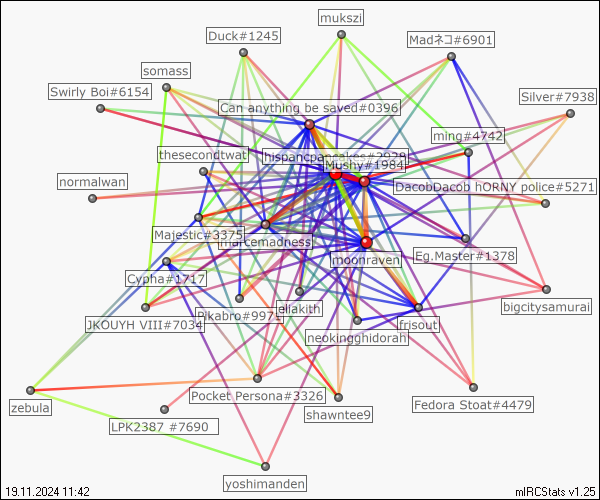 mukszi
Duck#1245
Madネコ#6901
somass
Swirly Boi#6154
Silver#7938
Can anything be saved#0396
ming#4742
thesecondtwat
hispancpancakes#3929
Mushy#1984
normalwan
DacobDacob hORNY police#5271
Majestic#3375
marcemadness
moonraven
Eg.Master#1378
Cypha#1717
eliakith
bigcitysamurai
JKOUYH VIII#7034
Pikabro#9971
frisout
neokingghidorah
zebula
Pocket Persona#3326
shawntee9
Fedora Stoat#4479
LPK2387 #7690
yoshimanden
19.11.2024 11:42
mIRCStats v1.25